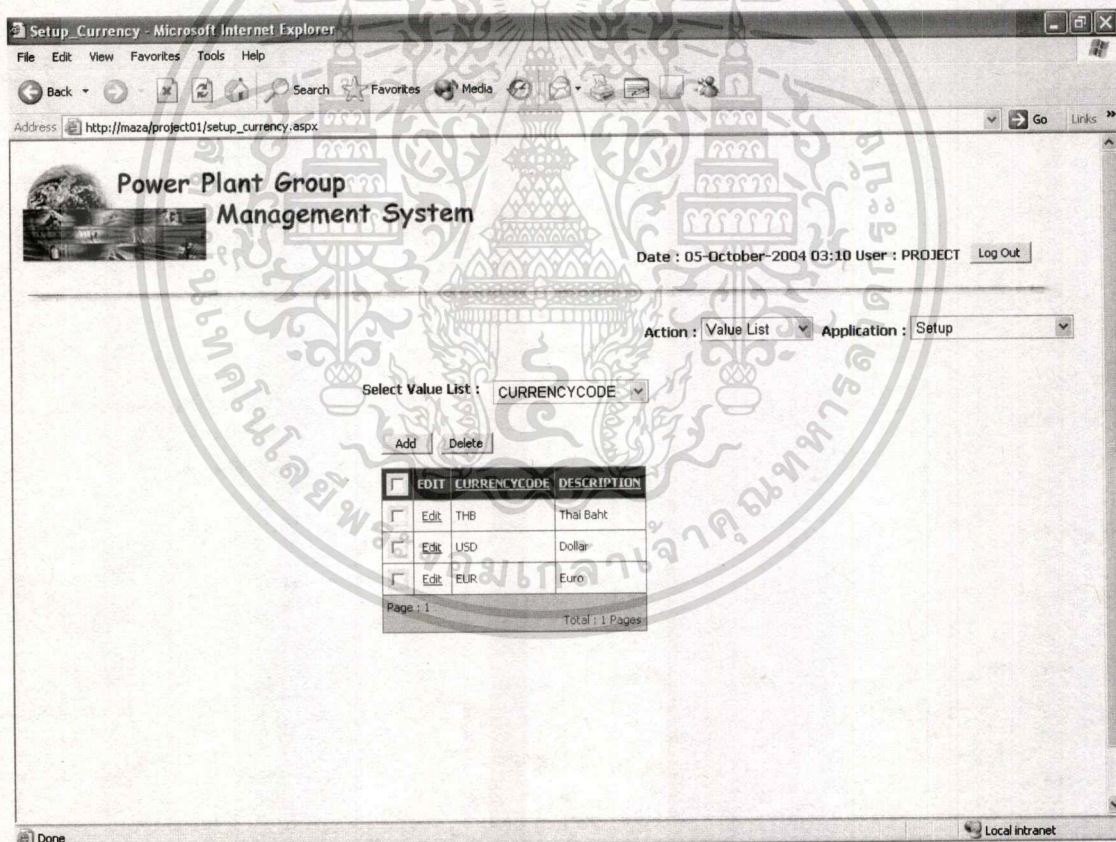 Setup_Currency - Microsoft Internet Explorer
File Edit View Favorites Tools Help
Back Search Favorites Media
Address http://maza/project01/setup_currency.aspx Go Links »
Power Plant Group
Management System
Date : 05-October-2004 03:10 User : PROJECT Log Out
Action : Value List Application : Setup
Select Value List : CURRENCYCODE
Add Delete
EDIT CURRENCYCODE DESCRIPTION
Edit THB Thai Baht
Edit USD Dollar
Edit EUR Euro
Page : 1
Total : 1 Pages
Done Local intranet